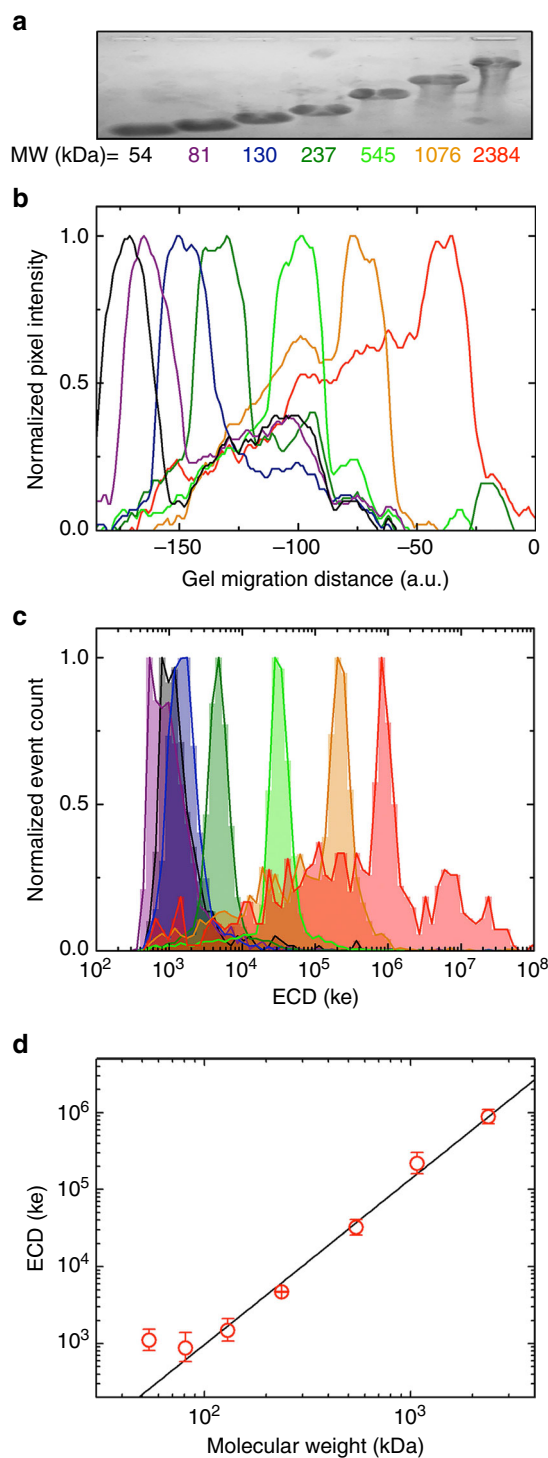 a
MW (kDa)= 54 81 130 237 545 1076 2384
b
1.0
0.5
0.0
Normalized pixel intensity
−150 −100 −50 0
Gel migration distance (a.u.)
c
1.0
0.5
0.0
Normalized event count
10² 10³ 10⁴ 10⁵ 10⁶ 10⁷ 10⁸
ECD (ke)
d
10⁶
10⁵
10⁴
10³
ECD (ke)
10² 10³
Molecular weight (kDa)